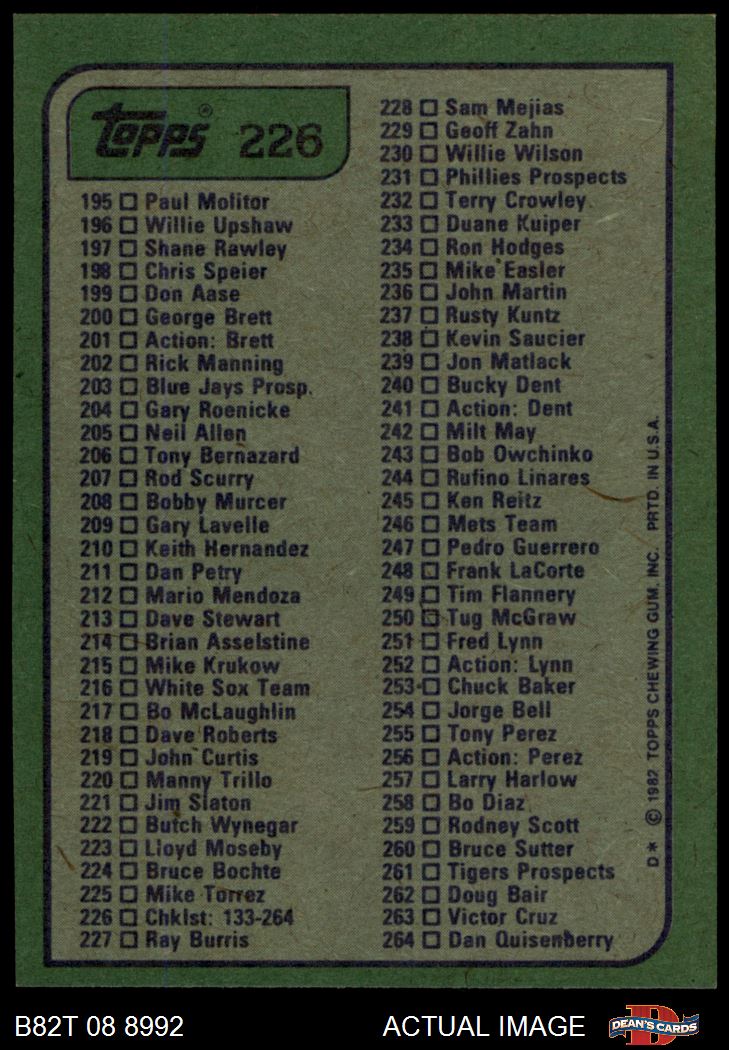 Topps® 226
195 Paul Molitor
196 Willie Upshaw
197 Shane Rawley
198 Chris Speier
199 Don Aase
200 George Brett
201 Action: Brett
202 Rick Manning
203 Blue Jays Prosp.
204 Gary Roenicke
205 Neil Allen
206 Tony Bernazard
207 Rod Scurry
208 Bobby Murcer
209 Gary Lavelle
210 Keith Hernandez
211 Dan Petry
212 Mario Mendoza
213 Dave Stewart
214 Brian Asselstine
215 Mike Krukow
216 White Sox Team
217 Bo McLaughlin
218 Dave Roberts
219 John Curtis
220 Manny Trillo
221 Jim Slaton
222 Butch Wynegar
223 Lloyd Moseby
224 Bruce Bochte
225 Mike Torrez
226 Chklst: 133-264
227 Ray Burris
228 Sam Mejias
229 Geoff Zahn
230 Willie Wilson
231 Phillies Prospects
232 Terry Crowley
233 Duane Kuiper
234 Ron Hodges
235 Mike Easler
236 John Martin
237 Rusty Kuntz
238 Kevin Saucier
239 Jon Matlack
240 Bucky Dent
241 Action: Dent
242 Milt May
243 Bob Owchinko
244 Rufino Linares
245 Ken Reitz
246 Mets Team
247 Pedro Guerrero
248 Frank LaCorte
249 Tim Flannery
250 Tug McGraw
251 Fred Lynn
252 Action: Lynn
253 Chuck Baker
254 Jorge Bell
255 Tony Perez
256 Action: Perez
257 Larry Harlow
258 Bo Diaz
259 Rodney Scott
260 Bruce Sutter
261 Tigers Prospects
262 Doug Bair
263 Victor Cruz
264 Dan Quisenberry
D* © 1982 TOPPS CHEWING GUM, INC. PRTD. IN U.S.A.
B82T 08 8992 ACTUAL IMAGE DEAN'S CARDS